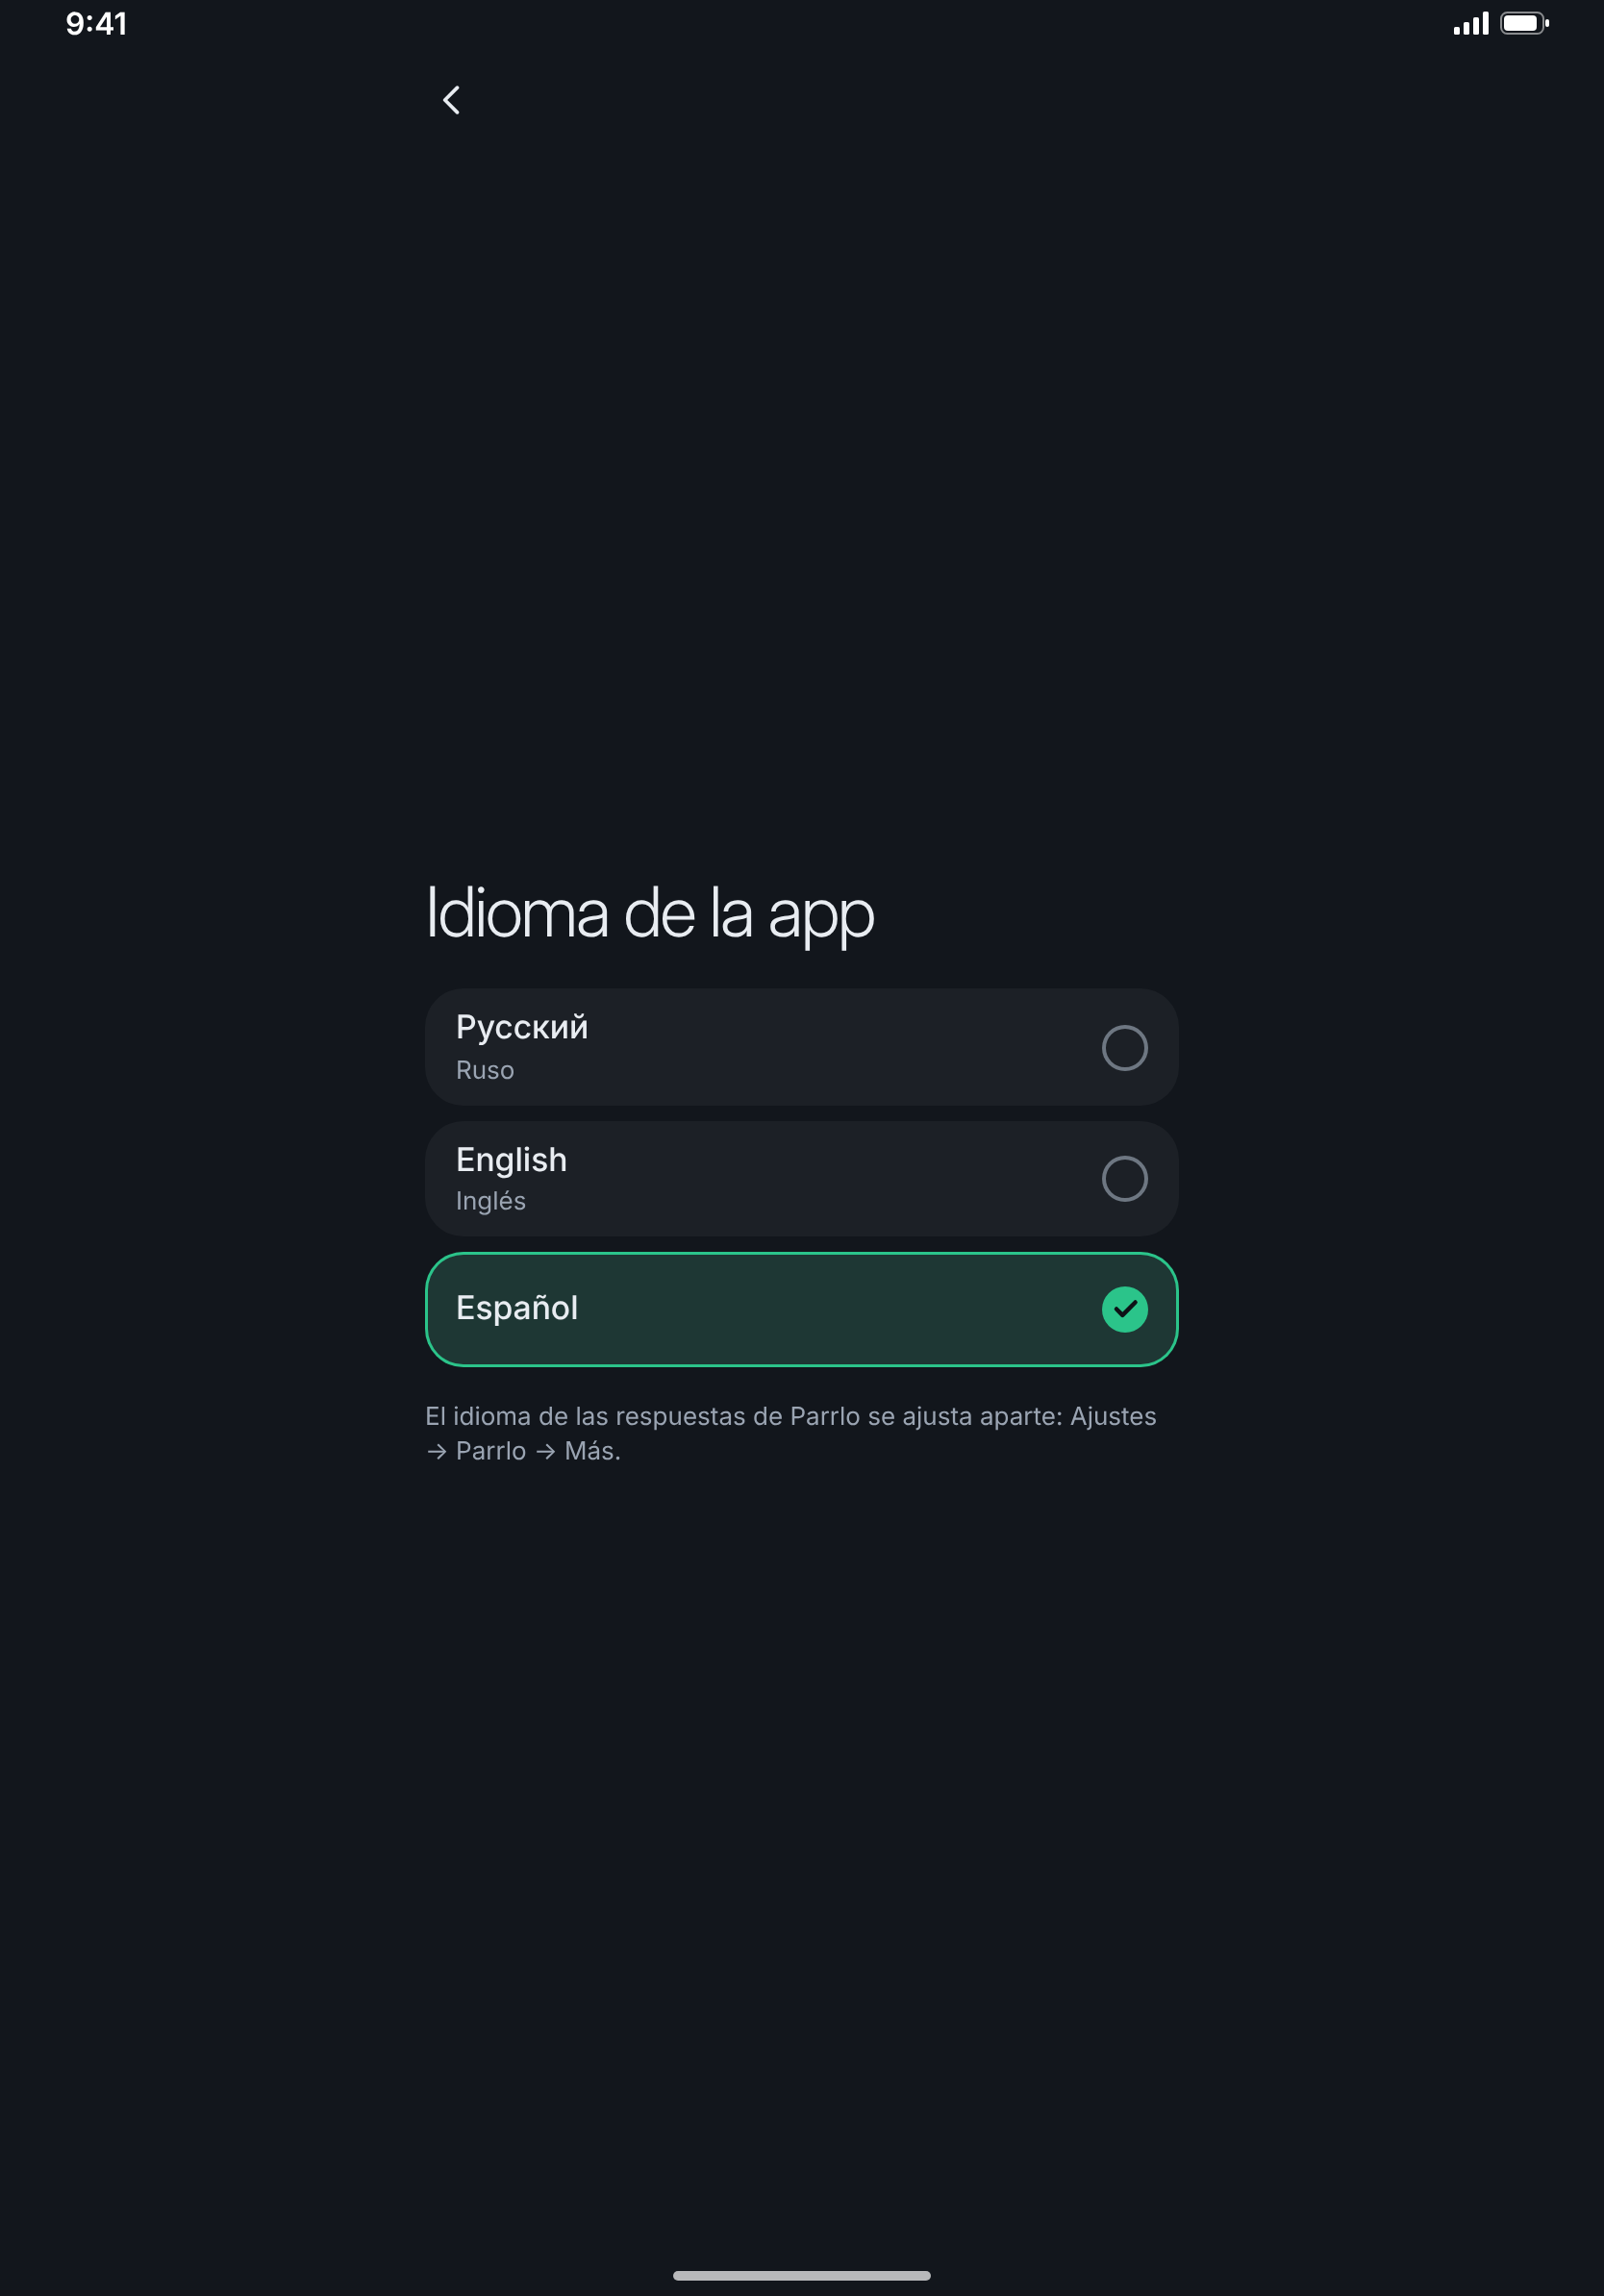 9:41
Idioma de la app
Русский
Ruso
English
Inglés
Español
El idioma de las respuestas de Parrlo se ajusta aparte: Ajustes
→ Parrlo → Más.